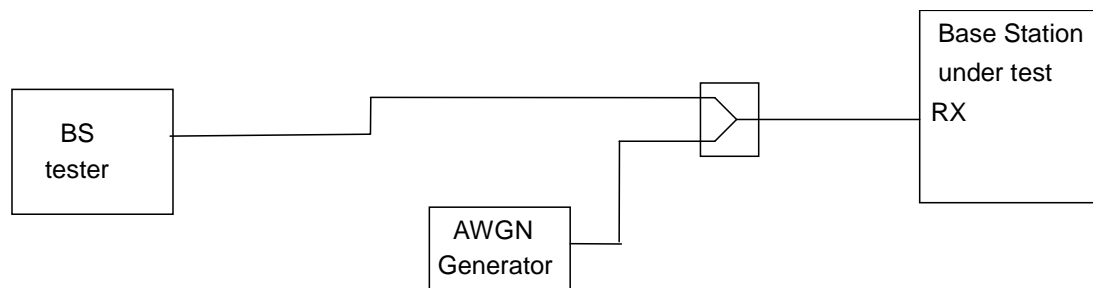 Base Station
under test
RX
BS
tester
AWGN
Generator